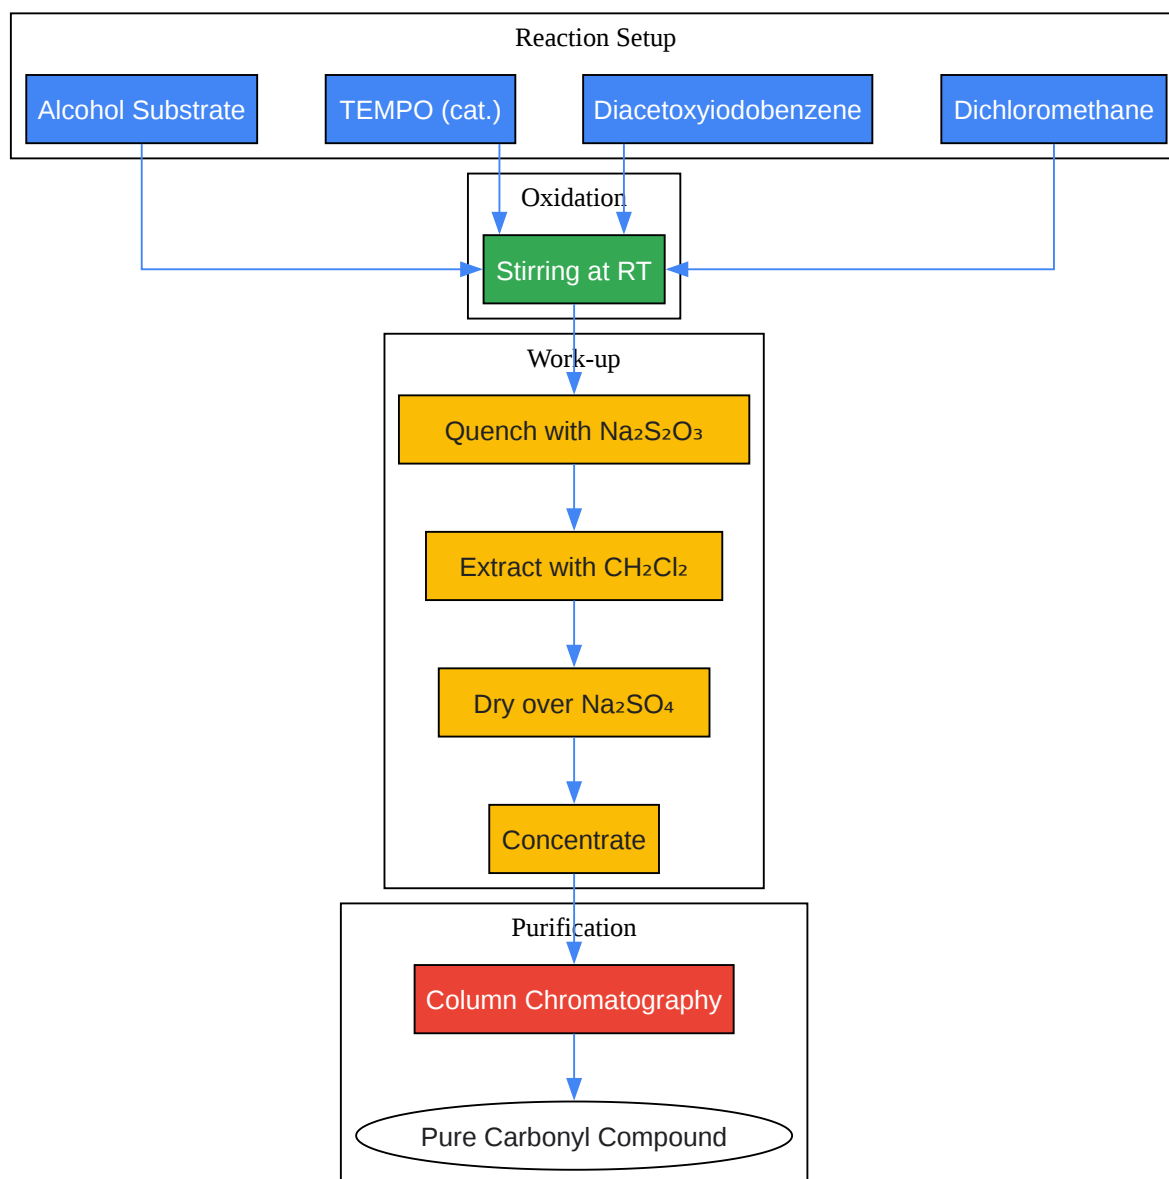 Reaction Setup
Alcohol Substrate
TEMPO (cat.)
Diacetoxyiodobenzene
Dichloromethane
Oxidation
Stirring at RT
Work-up
Quench with Na₂S₂O₃
Extract with CH₂Cl₂
Dry over Na₂SO₄
Concentrate
Purification
Column Chromatography
Pure Carbonyl Compound